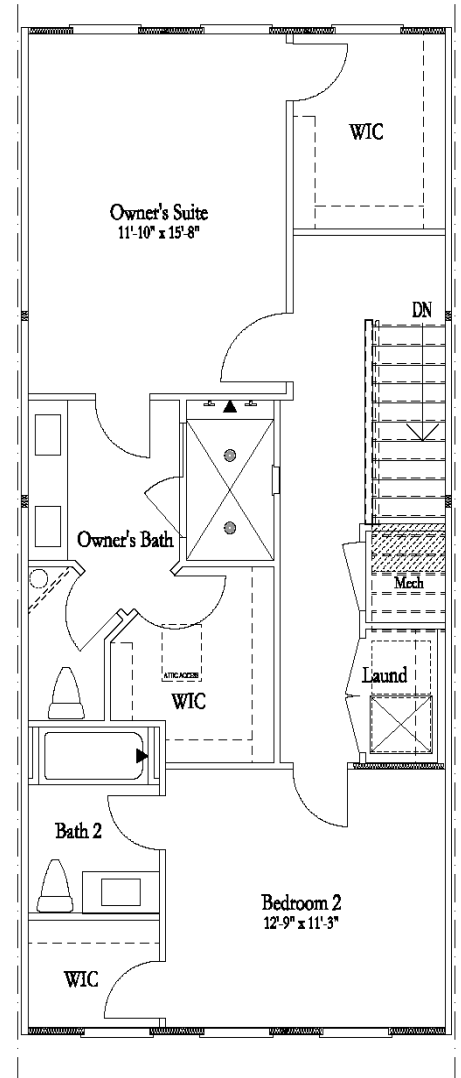 WIC
Owner's Suite
11'-10" x 15'-8"
DN
Owner's Bath
Mech
Laund
ATTIC ACCESS
WIC
Bath 2
Bedroom 2
12'-9" x 11'-3"
WIC